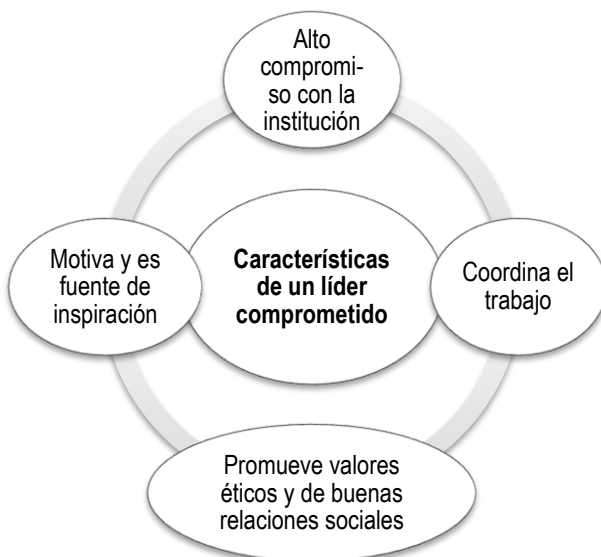 Alto
compromi-
so con la
institución
Motiva y es
fuente de
inspiración
Características
de un líder
comprometido
Coordina el
trabajo
Promueve valores
éticos y de buenas
relaciones sociales